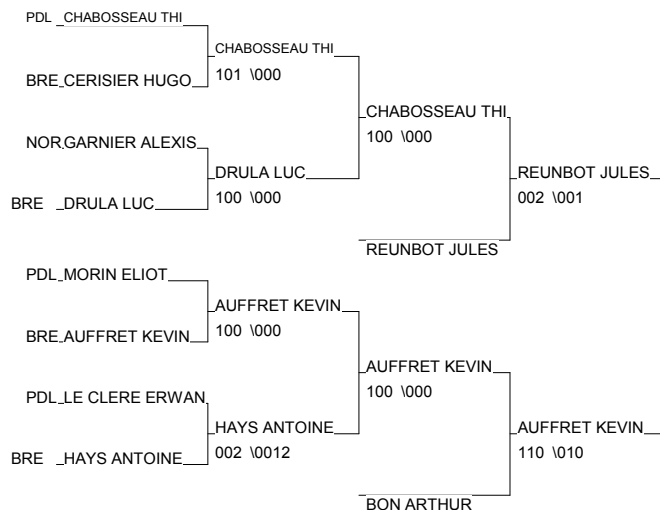 PDL CHABOSSEAU THI
CHABOSSEAU THI
BRE CERISIER HUGO
101 \000
CHABOSSEAU THI
100 \000
NOR GARNIER ALEXIS
DRULA LUC
REUNBOT JULES
BRE DRULA LUC
100 \000
002 \001
REUNBOT JULES
PDL MORIN ELIOT
AUFFRET KEVIN
BRE AUFFRET KEVIN
100 \000
AUFFRET KEVIN
100 \000
PDL LE CLERE ERWAN
HAYS ANTOINE
AUFFRET KEVIN
BRE HAYS ANTOINE
002 \0012
110 \010
BON ARTHUR